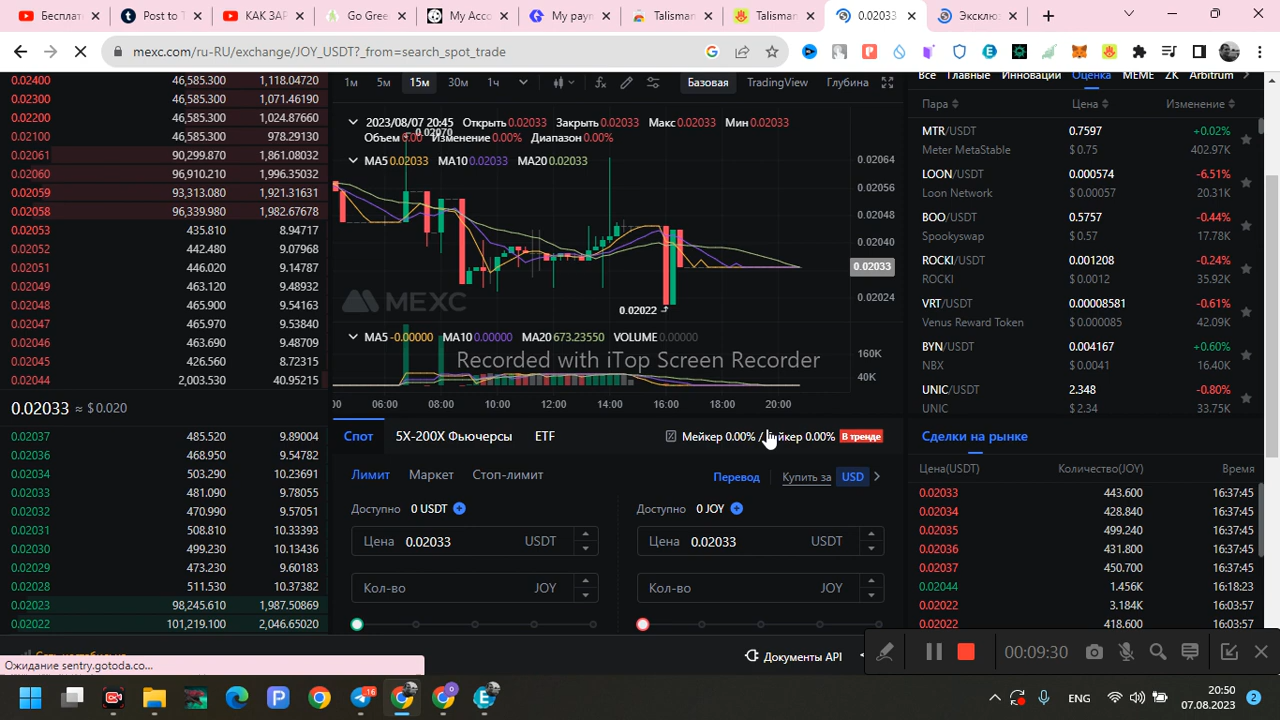 Бесплат
Post to T
КАК ЗАР
Go Gree
My Acco
My paym
Talisman
Talisman
0.02033
Эксклю
mexc.com/ru-RU/exchange/JOY_USDT?_from=search_spot_trade
0.02400 46,585.300 1,118.04720
0.02300 46,585.300 1,071.46190
0.02200 46,585.300 1,024.87660
0.02100 46,585.300 978.29130
0.02061 90,299.870 1,861.08032
0.02060 96,910.210 1,996.35032
0.02059 93,313.080 1,921.31631
0.02058 96,339.980 1,982.67678
0.02053 435.810 8.94717
0.02052 442.480 9.07968
0.02051 446.020 9.14787
0.02049 463.120 9.48932
0.02048 465.900 9.54163
0.02047 465.970 9.53840
0.02046 463.690 9.48709
0.02045 426.560 8.72315
0.02044 2,003.530 40.95215
0.02033 ≈ $0.020
0.02037 485.520 9.89004
0.02036 468.950 9.54782
0.02034 503.290 10.23691
0.02033 481.090 9.78055
0.02032 470.990 9.57051
0.02031 508.810 10.33393
0.02030 499.230 10.13436
0.02029 473.230 9.60183
0.02028 511.530 10.37382
0.02023 98,245.610 1,987.50869
0.02022 101,219.100 2,046.65020
1м 5м 15м 30м 1ч Базовая TradingView Глубина
2023/08/07 20:45 Открыть 0.02033 Закрыть 0.02033 Макс 0.02033 Мин 0.02033
Объем 0.00 Изменение 0.00% Диапазон 0.00%
0.02070
MA5 0.02033 MA10 0.02033 MA20 0.02033
0.02064
0.02056
0.02048
0.02040
0.02033
0.02024
MEXC
0.02022
MA5 -0.00000 MA10 0.00000 MA20 673.23550 VOLUME 0.00000
160K
40K
Recorded with iTop Screen Recorder
:00 06:00 08:00 10:00 12:00 14:00 16:00 18:00 20:00
Спот 5X-200X Фьючерсы ETF Мейкер 0.00% / Тейкер 0.00% В тренде
Лимит Маркет Стоп-лимит Перевод Купить за USD
Доступно 0 USDT Доступно 0 JOY
Цена 0.02033 USDT Цена 0.02033 USDT
Кол-во JOY Кол-во JOY
Все Главные Инновации Оценка MEME ZK Arbitrum
Пара Цена Изменение
MTR/USDT 0.7597 +0.02%
Meter MetaStable $ 0.75 402.97K
LOON/USDT 0.000574 -6.51%
Loon Network $ 0.00057 20.31K
BOO/USDT 0.5757 -0.44%
Spookyswap $ 0.57 17.78K
ROCKI/USDT 0.001208 -0.24%
ROCKI $ 0.0012 35.92K
VRT/USDT 0.00008581 -0.61%
Venus Reward Token $ 0.000085 42.09K
BYN/USDT 0.004167 +0.60%
NBX $ 0.0041 16.40K
UNIC/USDT 2.348 -0.80%
UNIC $ 2.34 33.75K
Сделки на рынке
Цена(USDT) Количество(JOY) Время
0.02033 443.600 16:37:45
0.02034 428.840 16:37:45
0.02035 499.240 16:37:45
0.02036 431.800 16:37:45
0.02037 450.700 16:37:45
0.02044 1.456K 16:18:23
0.02022 3.184K 16:03:57
0.02022 418.600 16:03:57
Ожидание sentry.gotoda.co...
Документы API
00:09:30
16
ENG
20:50
07.08.2023
2